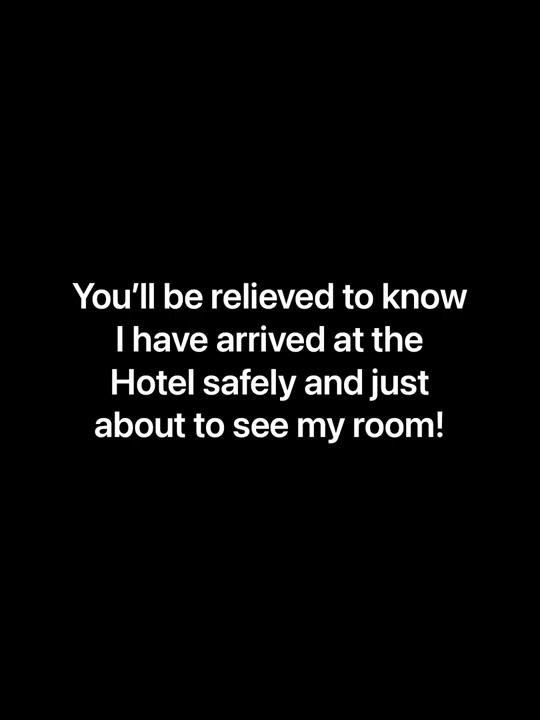 You’ll be relieved to know
I have arrived at the
Hotel safely and just
about to see my room!